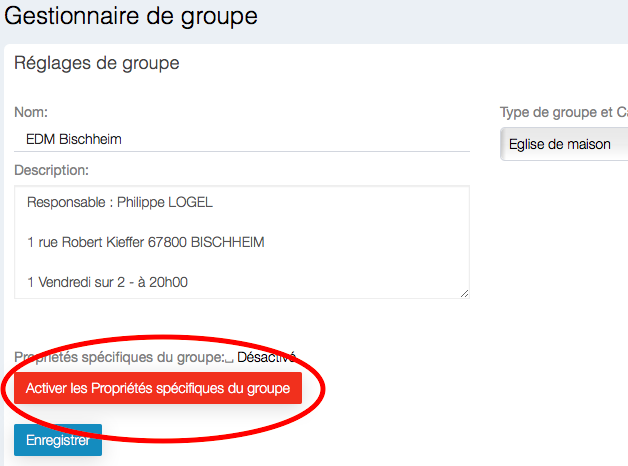 Gestionnaire de groupe
Réglages de groupe
Nom:
Type de groupe et
EDM Bischheim
Eglise de maison
Description:
Responsable : Philippe LOGEL
1 rue Robert Kieffer 67800 BISCHHEIM
1 Vendredi sur 2 - à 20h00
Propriétés spécifiques du groupe:␣ Désactivé
Activer les Propriétés spécifiques du groupe
Enregistrer